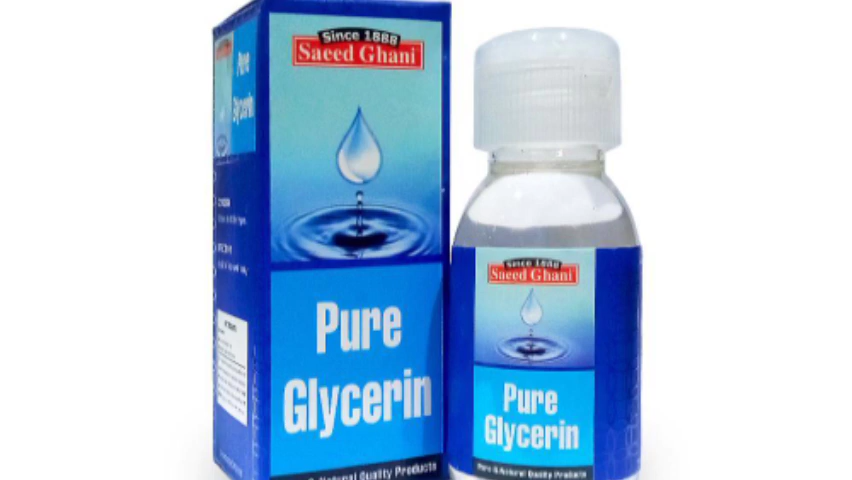 Since 1888
Saeed Ghani
Pure
Glycerin
Pure
Glycerin
Natural Quality Products
Since 1888
Saeed Ghani
Pure
Glycerin
Pure & Natural Quality Products